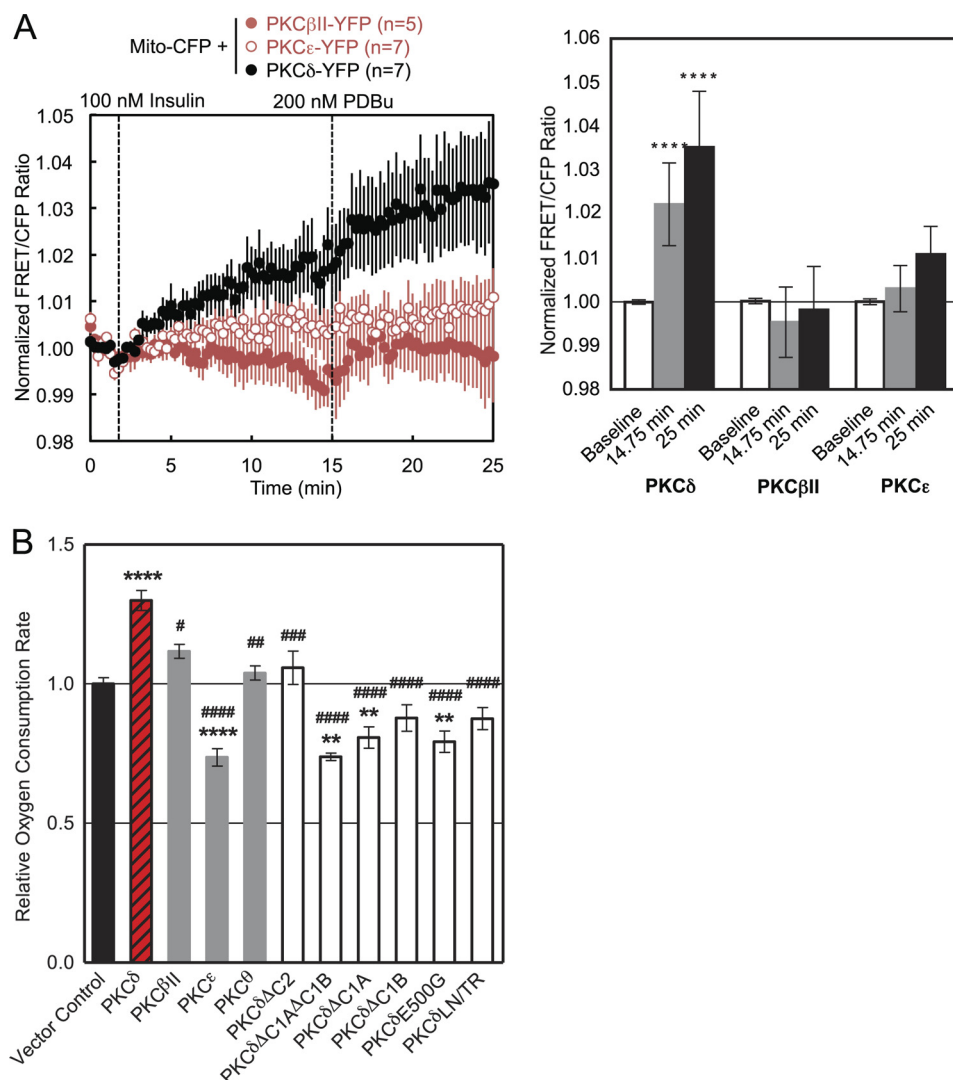 A
Mito-CFP +
PKCβII-YFP (n=5)
PKCε-YFP (n=7)
PKCδ-YFP (n=7)
100 nM Insulin
200 nM PDBu
Normalized FRET/CFP Ratio
1.05
1.04
1.03
1.02
1.01
1.00
0.99
0.98
0
5
10
15
20
25
Time (min)
Normalized FRET/CFP Ratio
1.06
1.05
1.04
1.03
1.02
1.01
1.00
0.99
0.98
****
****
Baseline
14.75 min
25 min
Baseline
14.75 min
25 min
Baseline
14.75 min
25 min
PKCδ
PKCβII
PKCε
B
Relative Oxygen Consumption Rate
1.5
1.0
0.5
0.0
****
#
####
****
##
###
####
**
####
**
####
####
**
####
Vector Control
PKCδ
PKCβII
PKCε
PKCθ
PKCδΔC2
PKCδΔC1AΔC1B
PKCδΔC1A
PKCδΔC1B
PKCδE500G
PKCδLN/TR